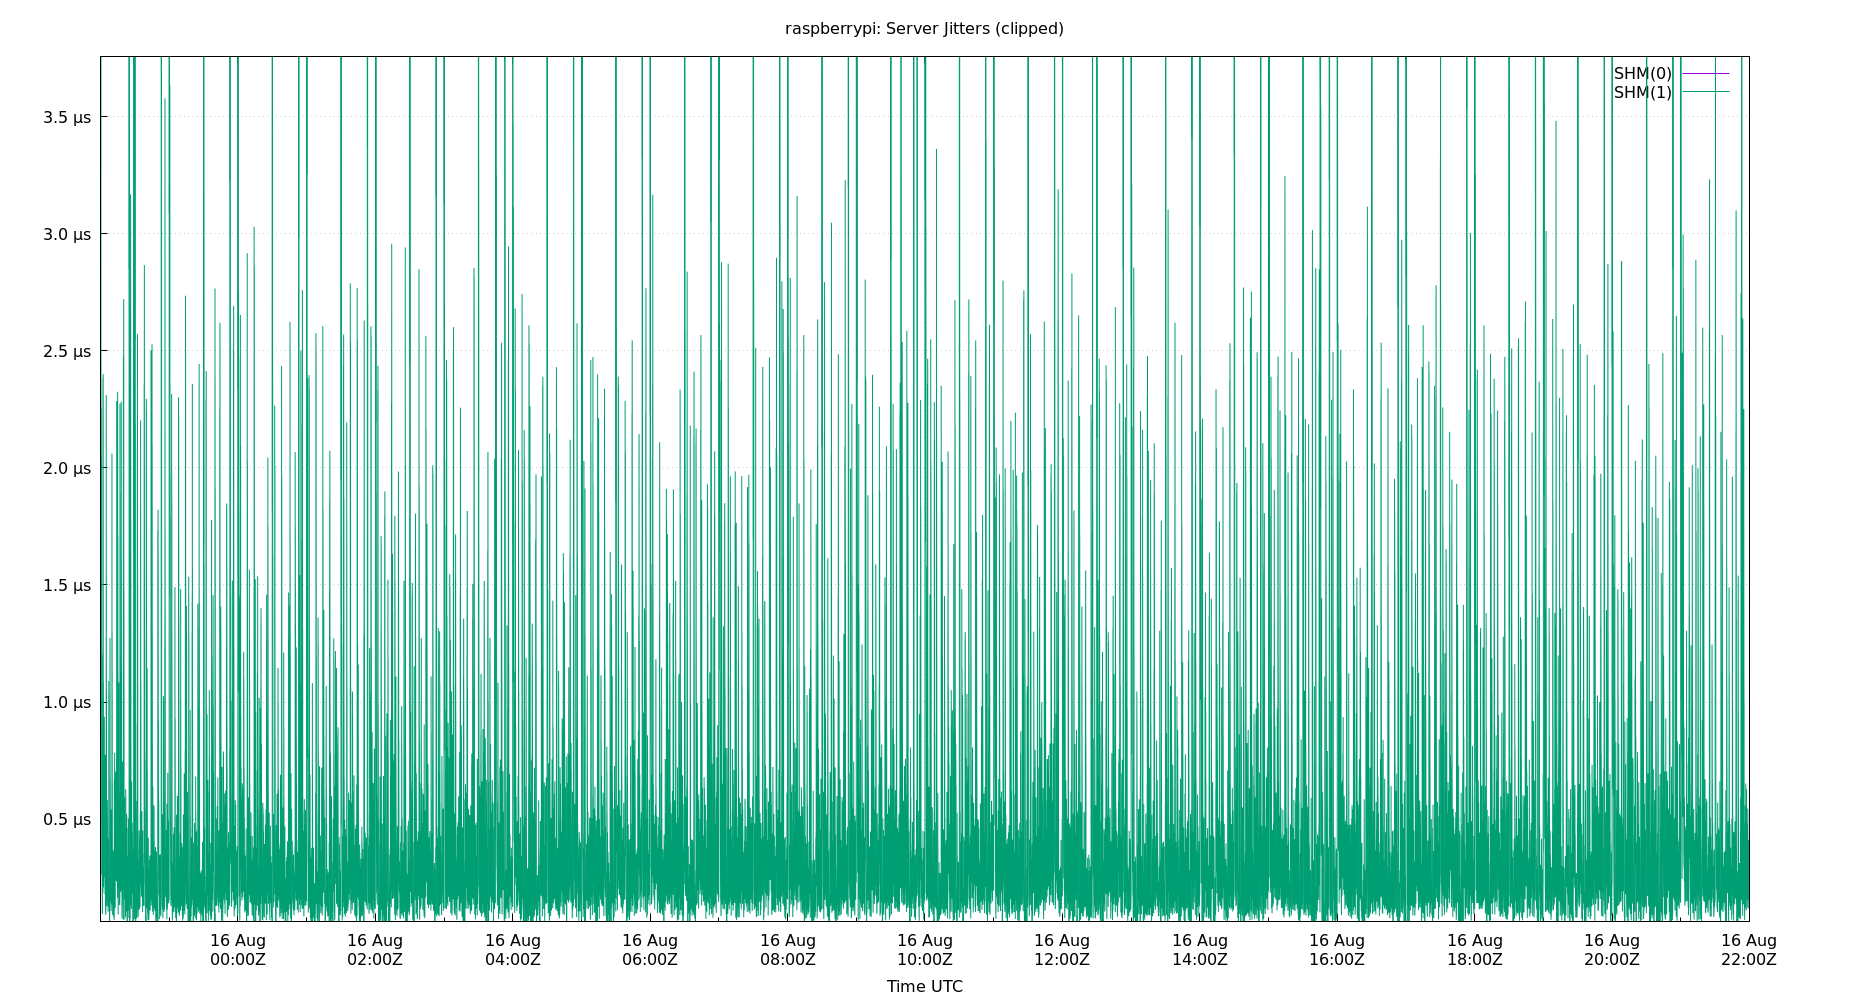 raspberrypi: Server Jitters (clipped)
SHM(0)
SHM(1)
3.5 µs
3.0 µs
2.5 µs
2.0 µs
1.5 µs
1.0 µs
0.5 µs
16 Aug 16 Aug 16 Aug 16 Aug 16 Aug 16 Aug 16 Aug 16 Aug 16 Aug 16 Aug 16 Aug 16 Aug
00:00Z 02:00Z 04:00Z 06:00Z 08:00Z 10:00Z 12:00Z 14:00Z 16:00Z 18:00Z 20:00Z 22:00Z
Time UTC